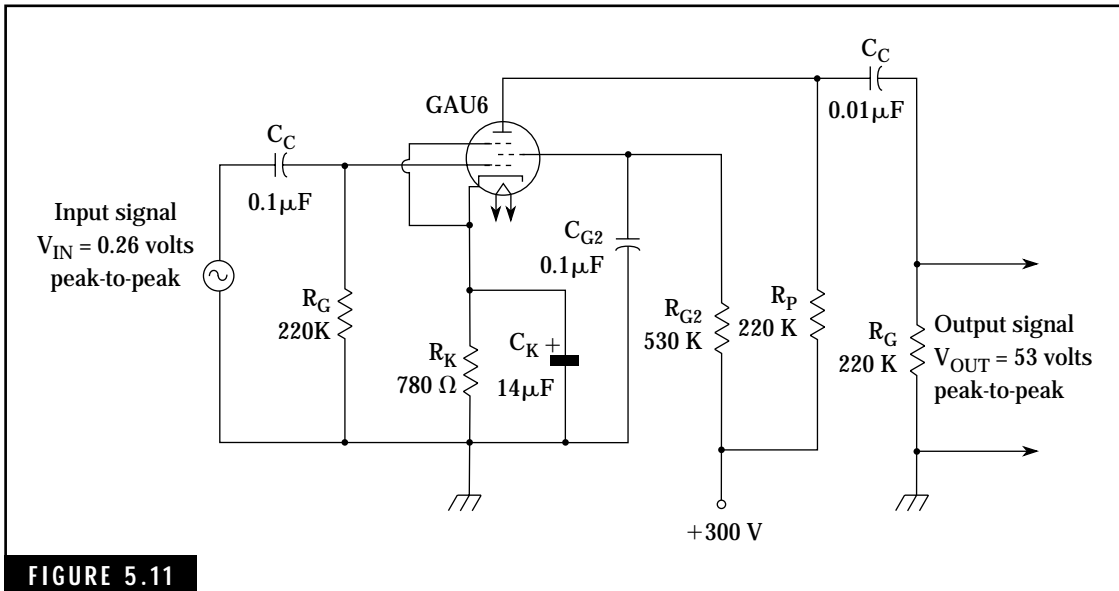 GAU6
C_C
0.1μF
Input signal
V_IN = 0.26 volts
peak-to-peak
R_G
220K
R_K
780 Ω
C_K +
14μF
C_G2
0.1μF
R_G2
530 K
R_P
220 K
C_C
0.01μF
R_G
220 K
Output signal
V_OUT = 53 volts
peak-to-peak
+300 V
FIGURE 5.11